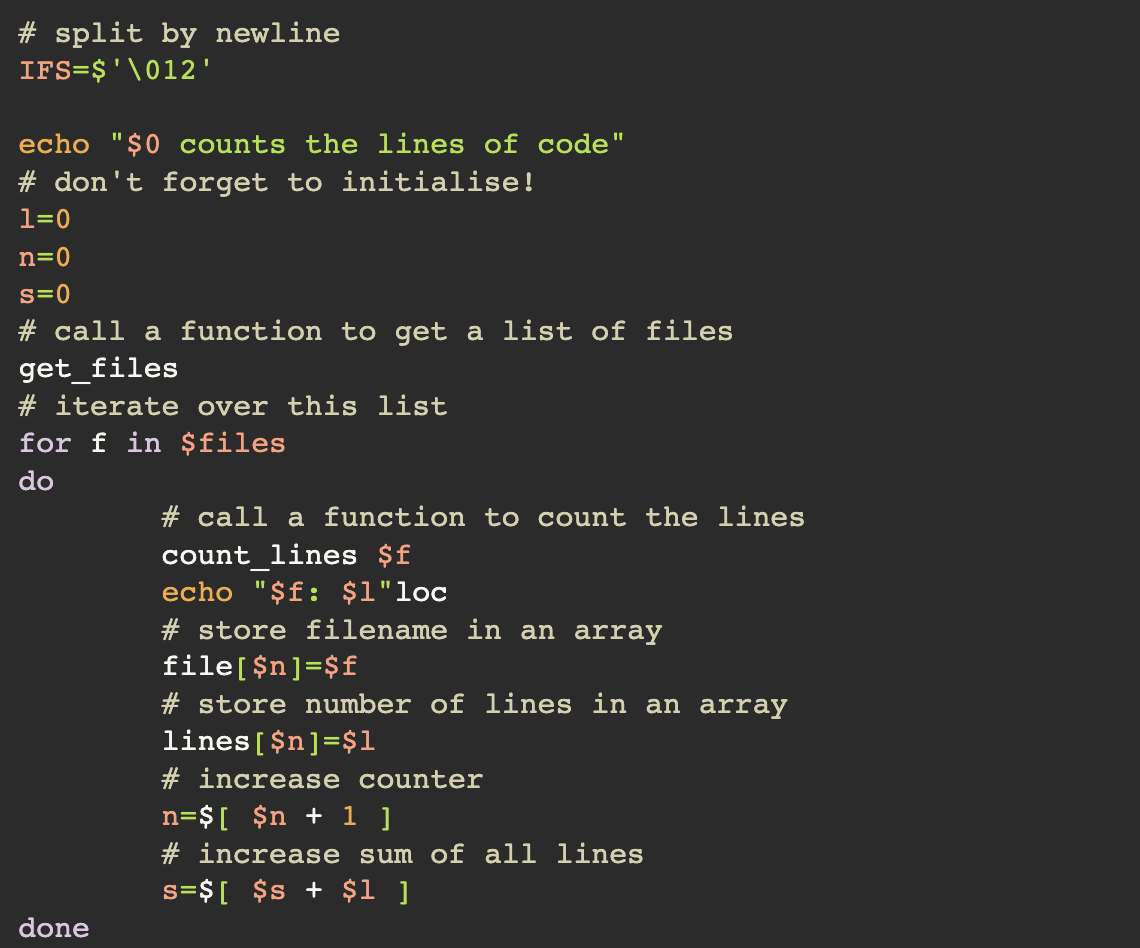 # split by newline
IFS=$'\012'

echo "$0 counts the lines of code"
# don't forget to initialise!
l=0
n=0
s=0
# call a function to get a list of files
get_files
# iterate over this list
for f in $files
do
        # call a function to count the lines
        count_lines $f
        echo "$f: $l"loc
        # store filename in an array
        file[$n]=$f
        # store number of lines in an array
        lines[$n]=$l
        # increase counter
        n=$[ $n + 1 ]
        # increase sum of all lines
        s=$[ $s + $l ]
done